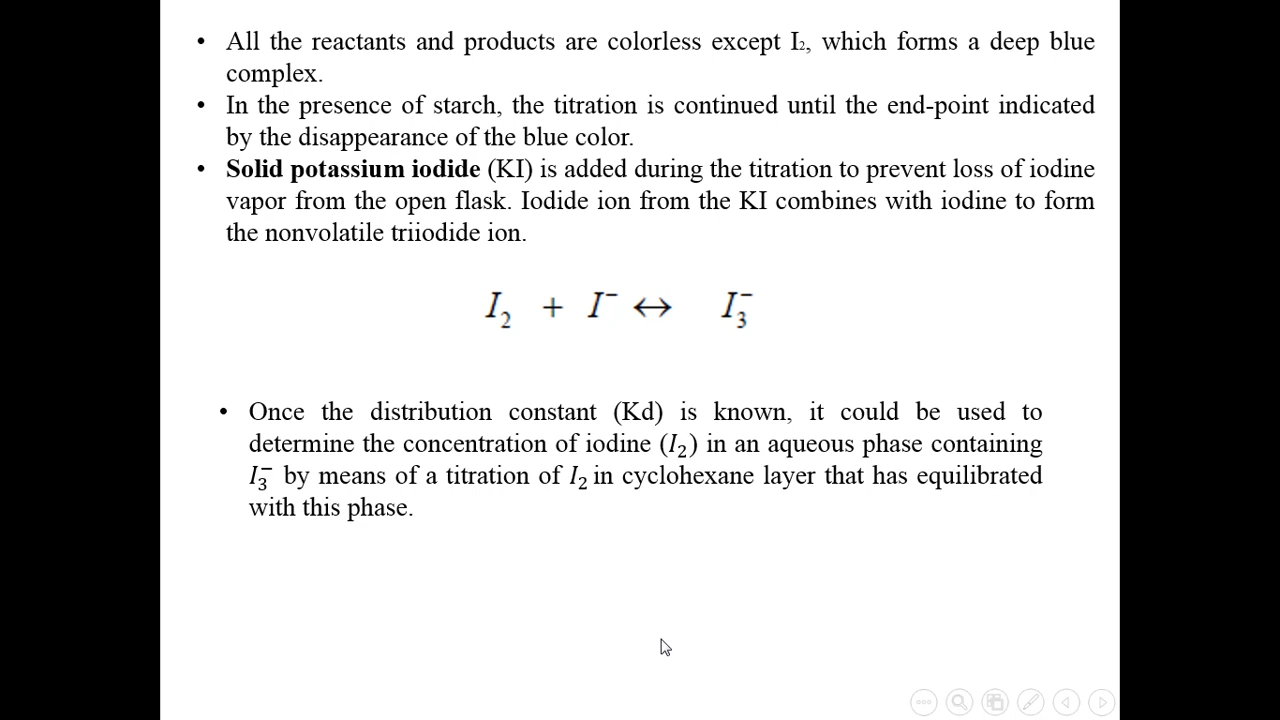 • All the reactants and products are colorless except I₂, which forms a deep blue
complex.
• In the presence of starch, the titration is continued until the end-point indicated
by the disappearance of the blue color.
• Solid potassium iodide (KI) is added during the titration to prevent loss of iodine
vapor from the open flask. Iodide ion from the KI combines with iodine to form
the nonvolatile triiodide ion.
I₂ + I⁻ ↔ I₃⁻
• Once the distribution constant (Kd) is known, it could be used to
determine the concentration of iodine (I₂) in an aqueous phase containing
I₃⁻ by means of a titration of I₂ in cyclohexane layer that has equilibrated
with this phase.